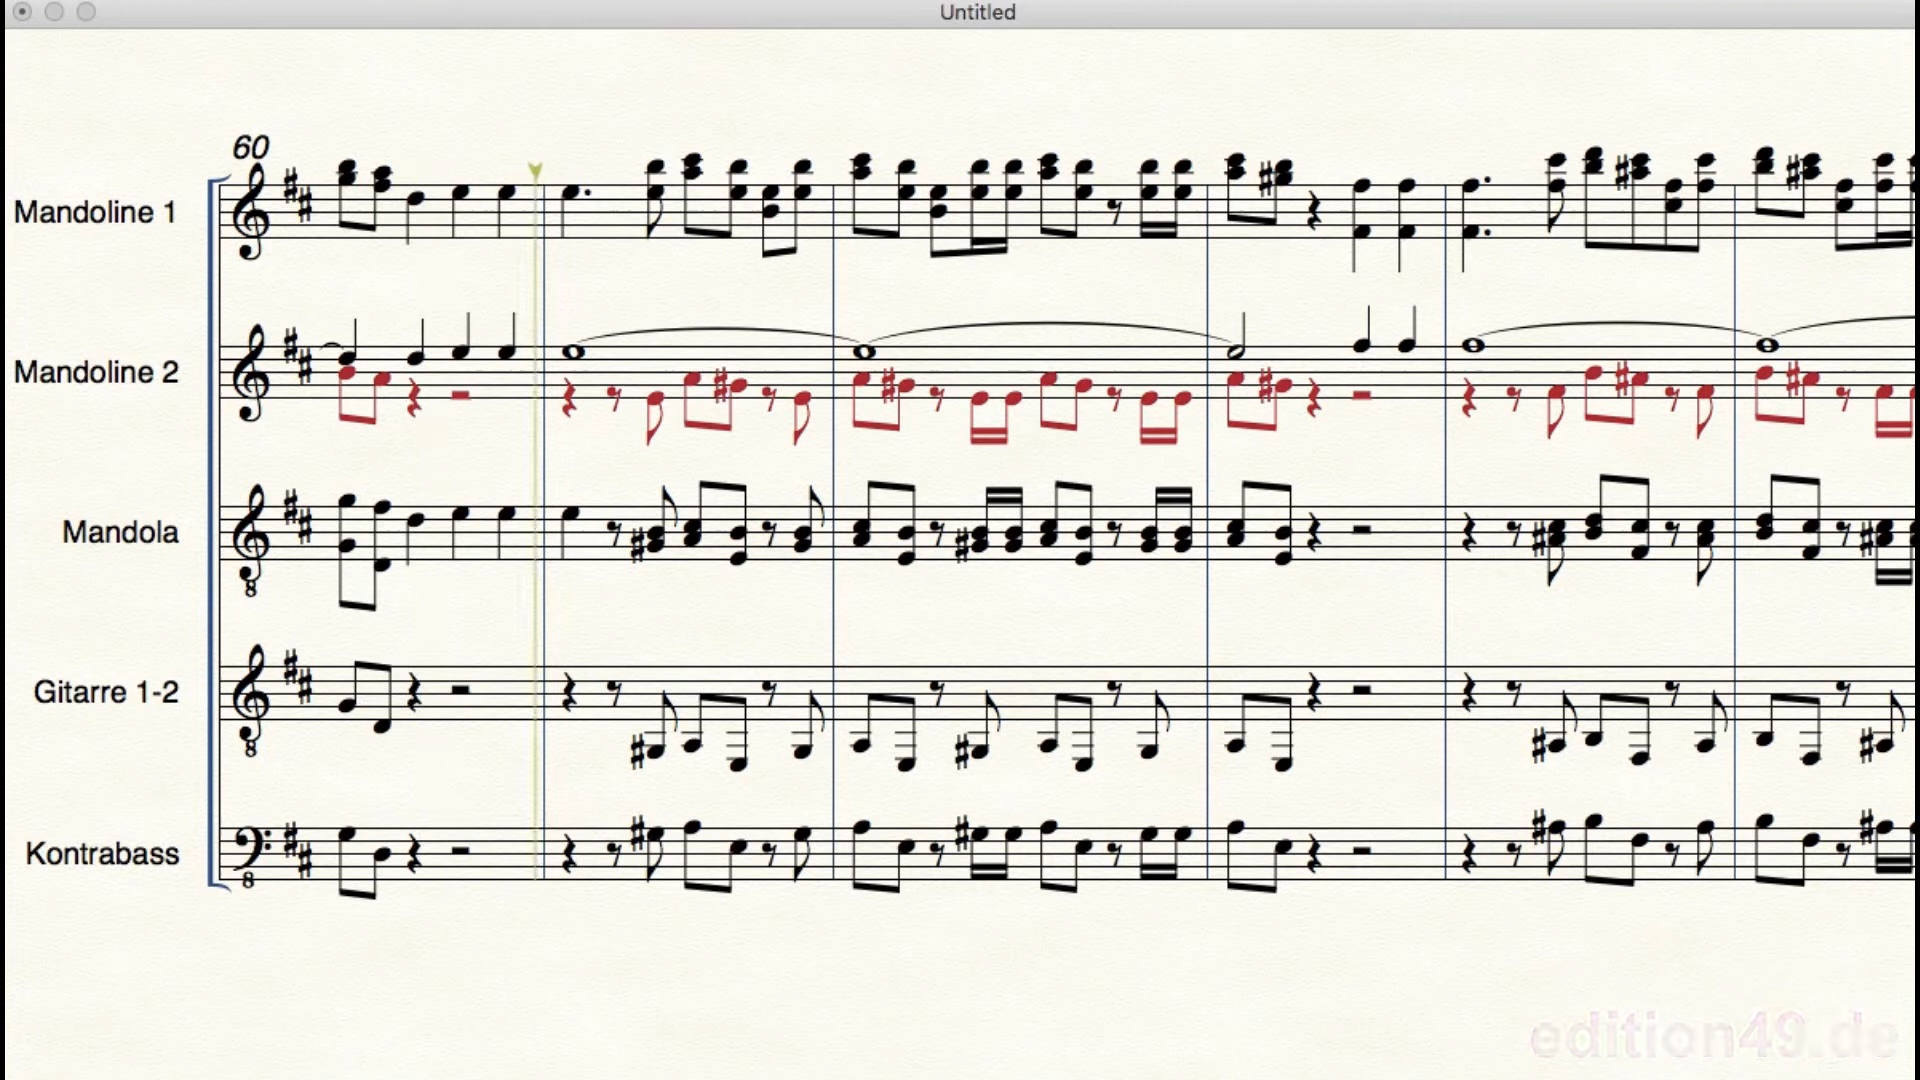 Untitled
60
Mandoline 1
Mandoline 2
Mandola
8
Gitarre 1-2
8
Kontrabass
8
edition49.de